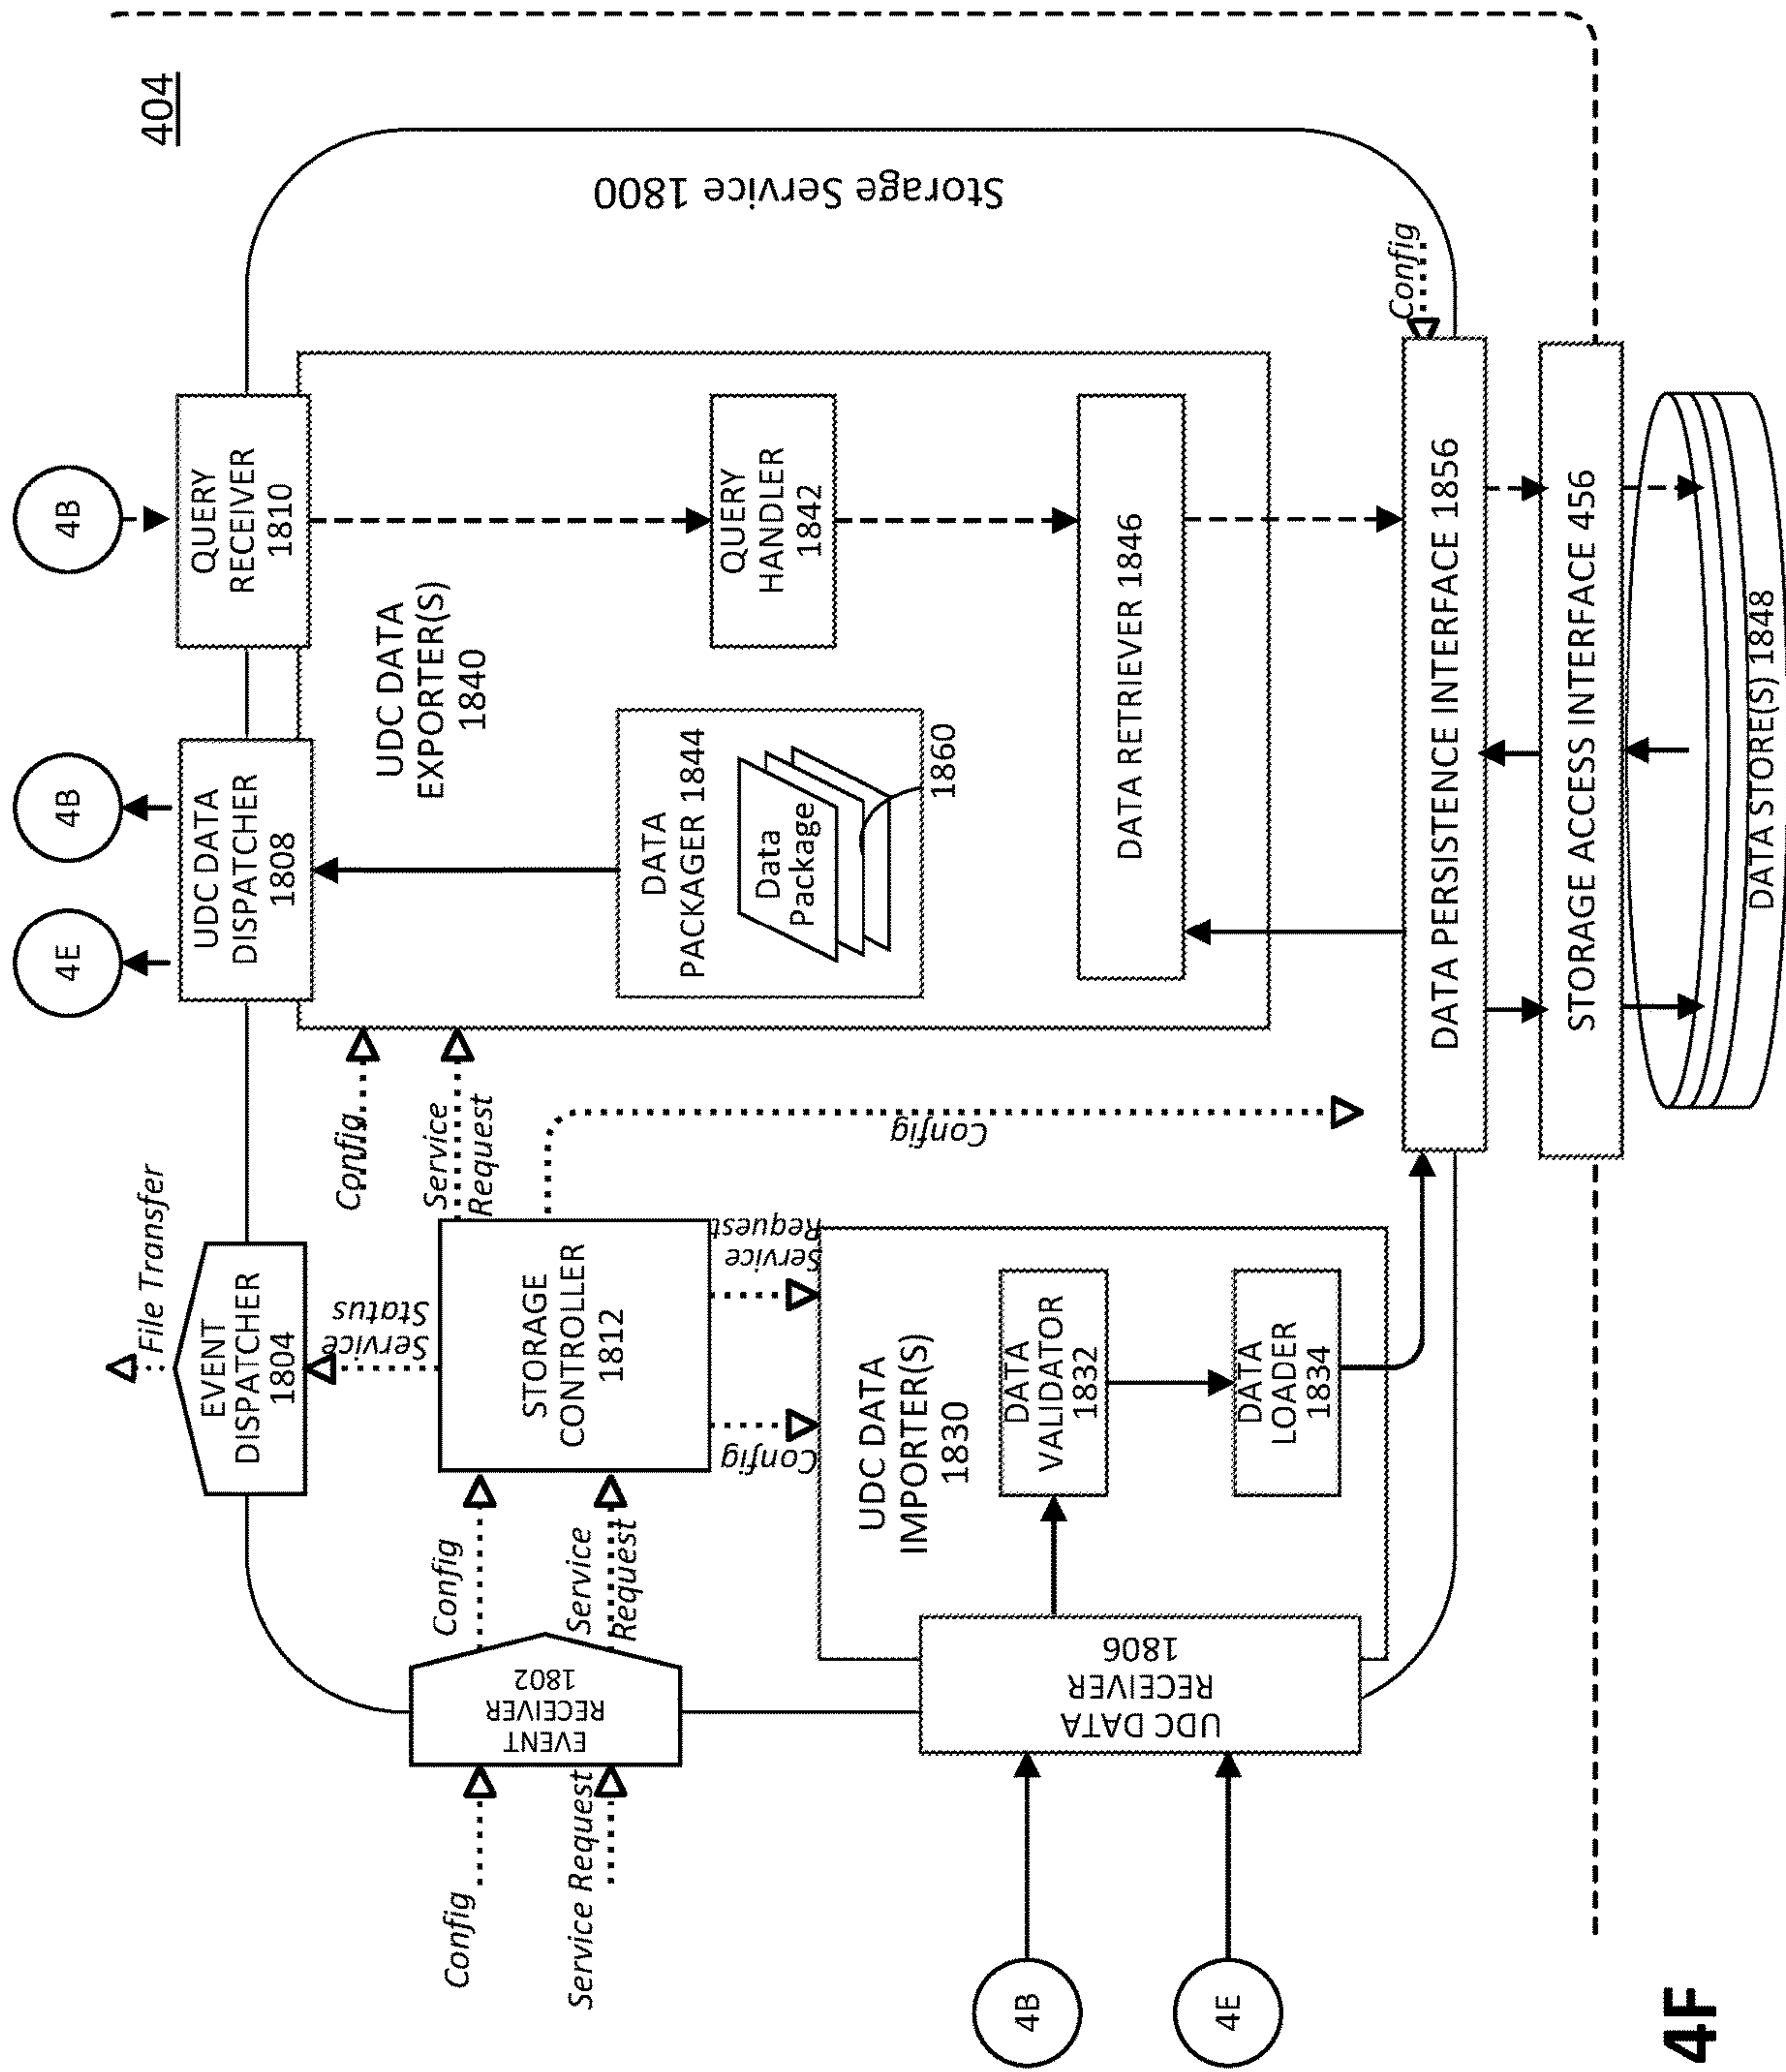 404
4E
4B
4B
File Transfer
EVENT
DISPATCHER
1804
UDC DATA
DISPATCHER
1808
QUERY
RECEIVER
1810
Storage Service 1800
Service
Status
Config
Service
Request
UDC DATA
EXPORTER(S)
1840
Config
Service Request
EVENT
RECEIVER
1802
Config
Service
Request
STORAGE
CONTROLLER
1812
Config
DATA
PACKAGER 1844
Data
Package
1860
QUERY
HANDLER
1842
Config
Service
Request
UDC DATA
IMPORTER(S)
1830
4B
4E
UDC DATA
RECEIVER
1806
DATA
VALIDATOR
1832
DATA
LOADER
1834
DATA RETRIEVER 1846
Config
DATA PERSISTENCE INTERFACE 1856
STORAGE ACCESS INTERFACE 456
DATA STORE(S) 1848
4F